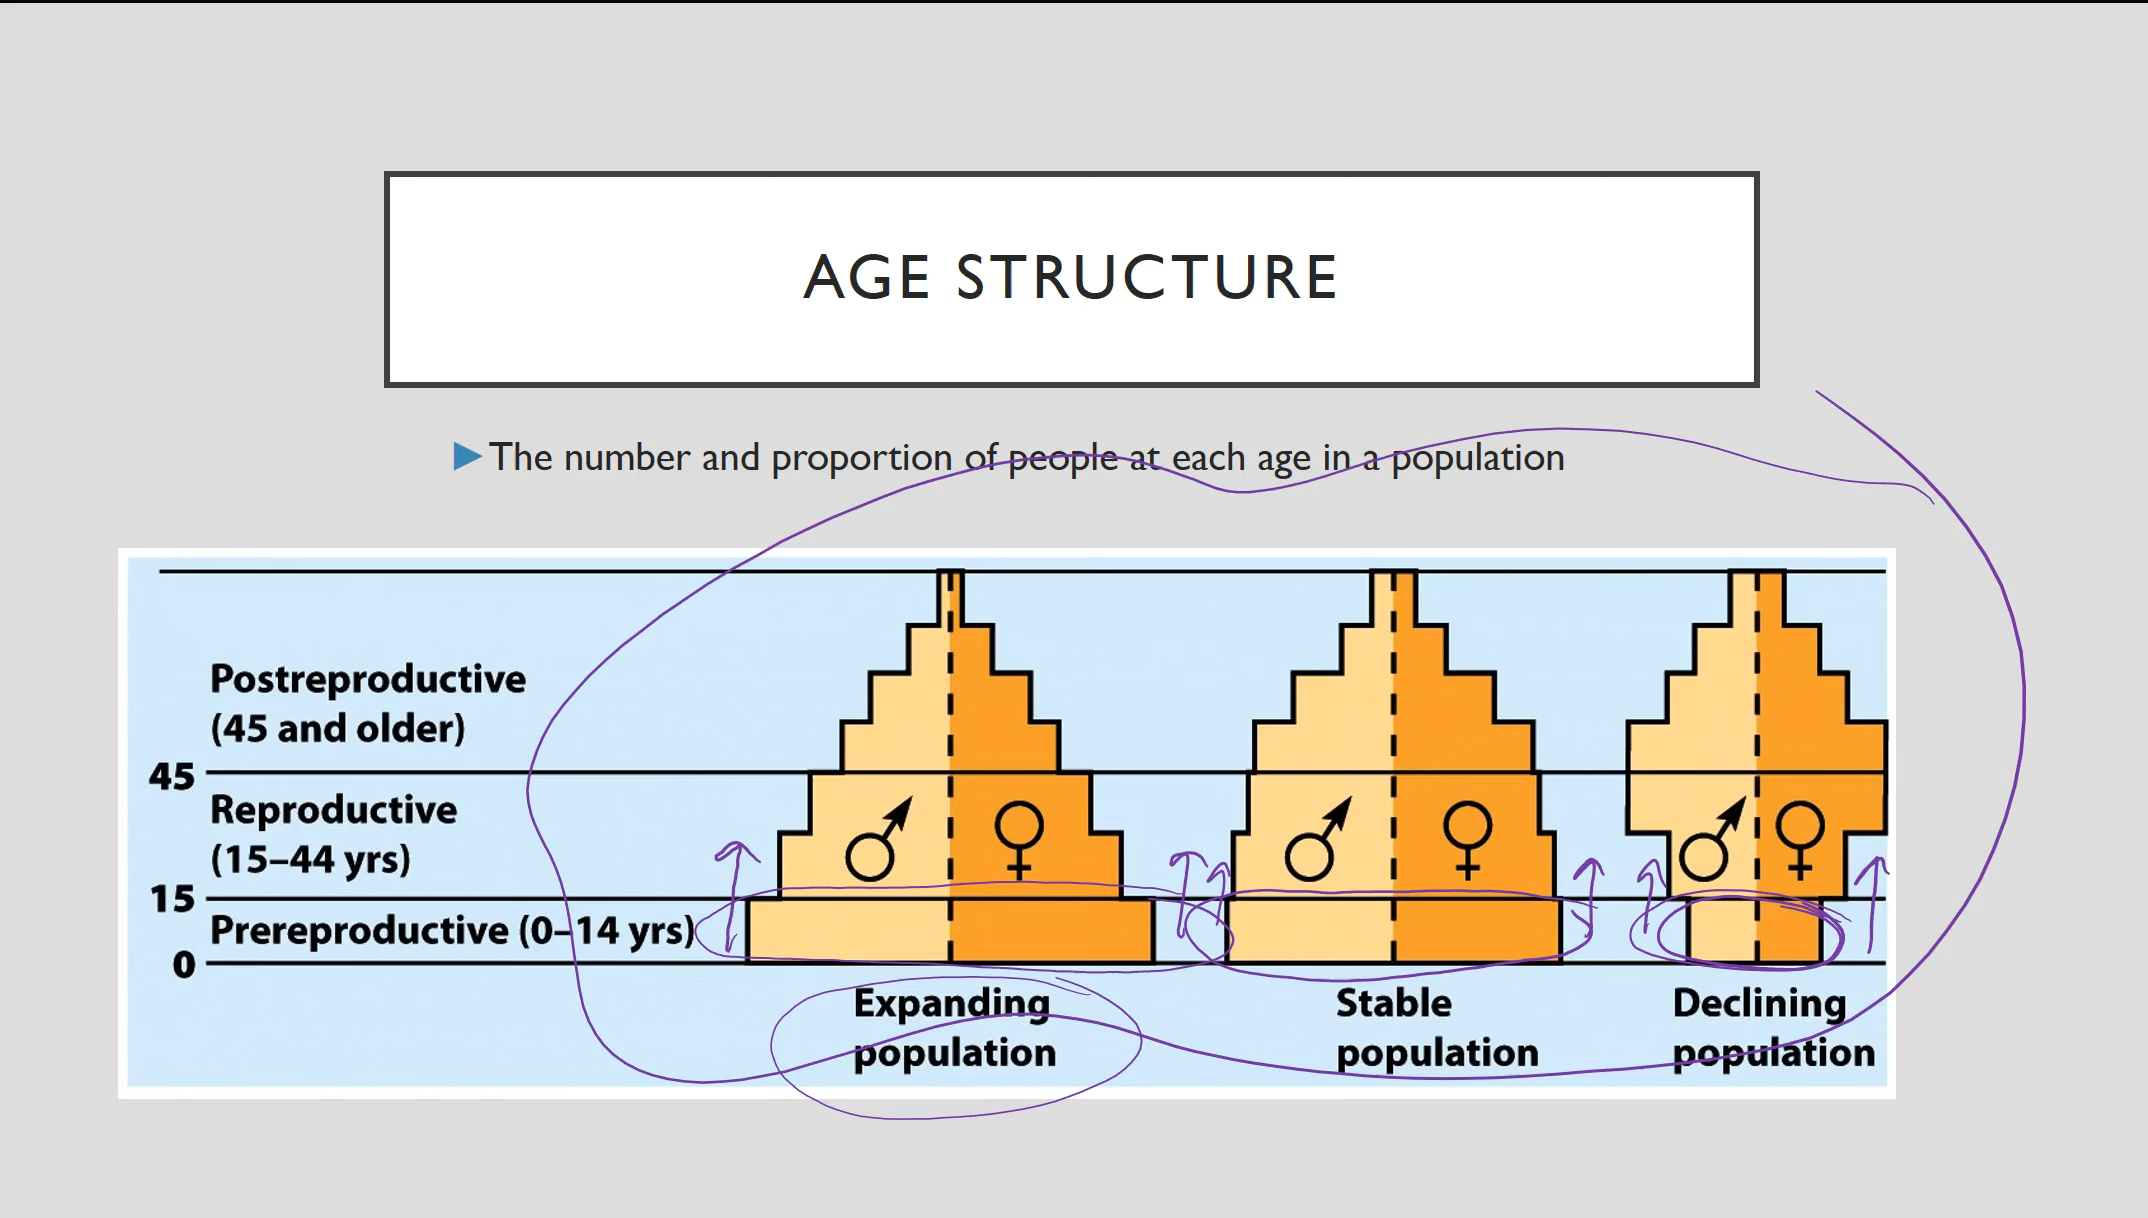 AGE STRUCTURE
The number and proportion of people at each age in a population
Postreproductive
(45 and older)
45
Reproductive
(15–44 yrs)
15
Prereproductive (0–14 yrs)
0
Expanding
population
Stable
population
Declining
population